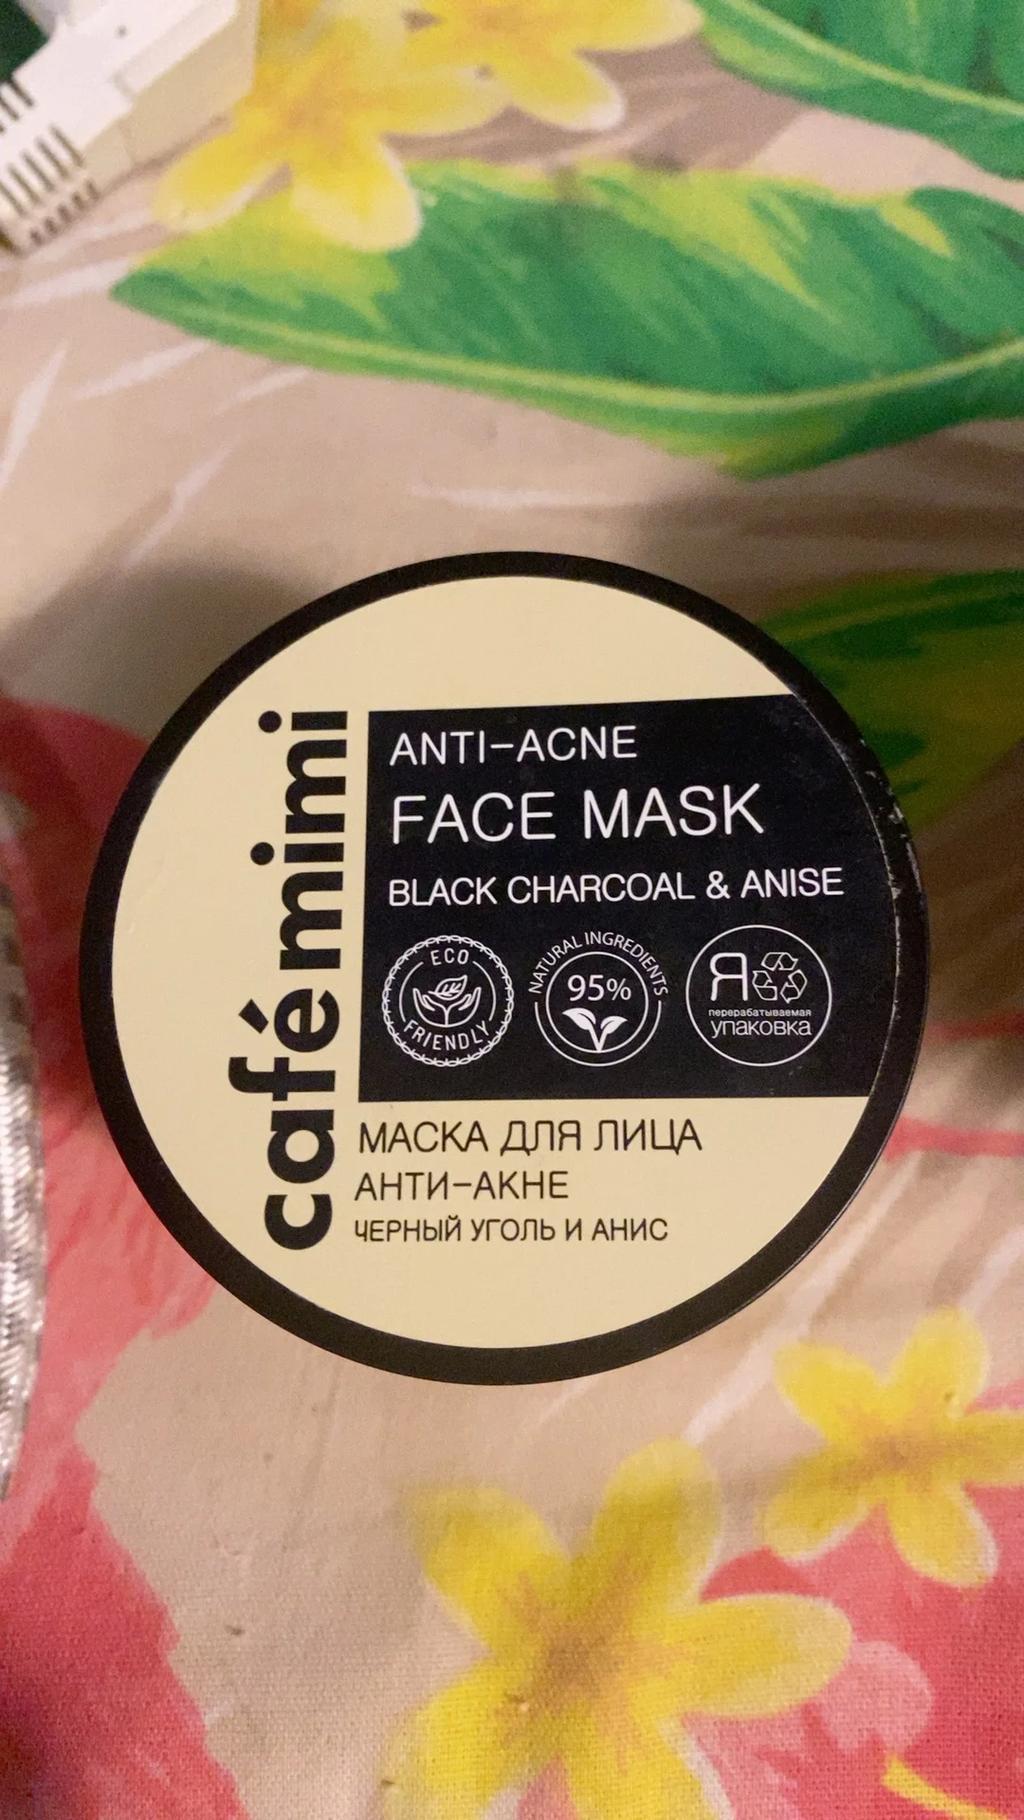 café mimi
ANTI-ACNE
FACE MASK
BLACK CHARCOAL & ANISE
ECO
FRIENDLY
NATURAL INGREDIENTS
95%
Я
перерабатываемая
упаковка
МАСКА ДЛЯ ЛИЦА
АНТИ-АКНЕ
ЧЕРНЫЙ УГОЛЬ И АНИС